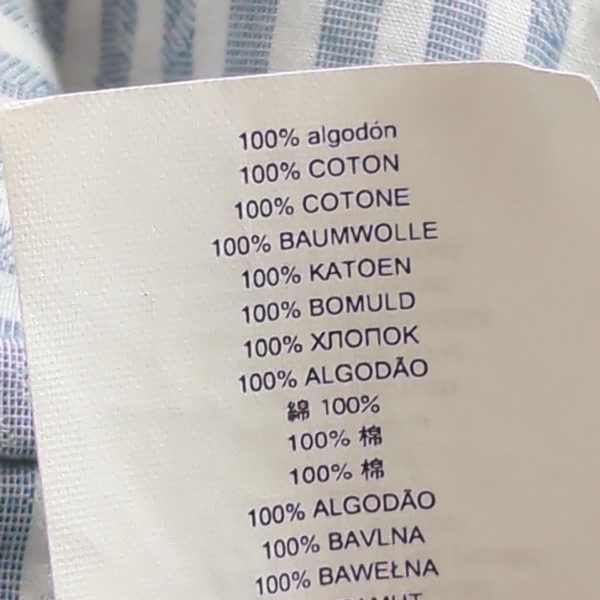 100% algodón
100% COTON
100% COTONE
100% BAUMWOLLE
100% KATOEN
100% BOMULD
100% ХЛОПОК
100% ALGODÃO
綿 100%
100% 棉
100% 棉
100% ALGODÃO
100% BAVLNA
100% BAWEŁNA